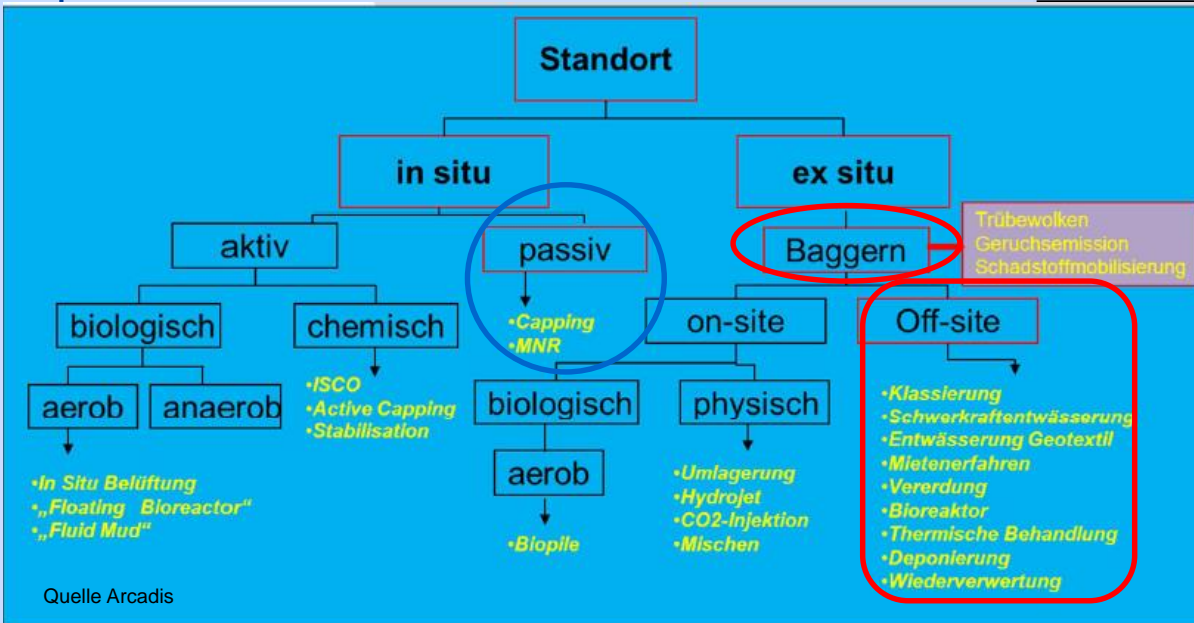 Standort
in situ
ex situ
aktiv
passiv
Baggern
Trübewolken
Geruchsemission
Schadstoffmobilisierung
biologisch
chemisch
•Capping
•MNR
on-site
Off-site
aerob
anaerob
•ISCO
•Active Capping
•Stabilisation
biologisch
physisch
•Klassierung
•Schwerkraftentwässerung
•Entwässerung Geotextil
•Mietenerfahren
•Vererdung
•Bioreaktor
•Thermische Behandlung
•Deponierung
•Wiederverwertung
•In Situ Belüftung
•„Floating Bioreactor“
•„Fluid Mud“
aerob
•Umlagerung
•Hydrojet
•CO2-Injektion
•Mischen
•Biopile
Quelle Arcadis